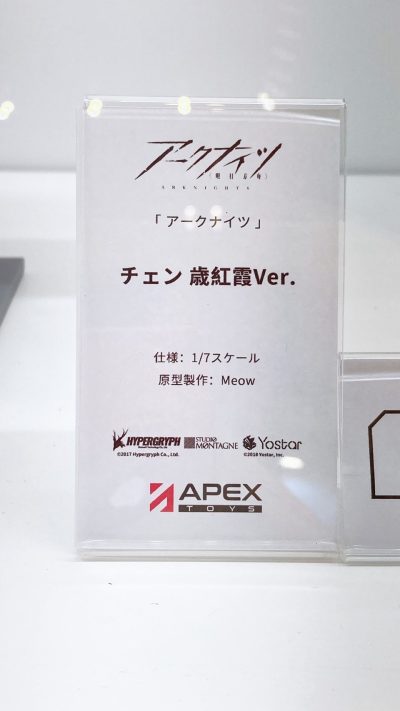 アークナイツ
(明日方舟)
ARKNIGHTS
「 アークナイツ 」
チェン 歳紅霞Ver.
仕様: 1/7スケール
原型製作: Meow
HYPERGRYPH STUDIO MONTAGNE Yostar
©2017 Hypergryph Co., Ltd. ©2018 Yostar, Inc.
APEX
TOYS